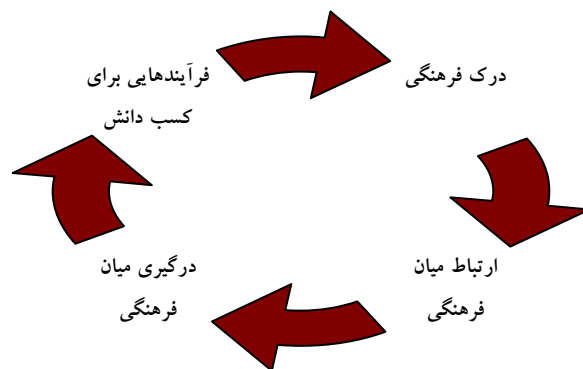 فرآیندهایی برای
کسب دانش
درک فرهنگی
ارتباط میان
فرهنگی
درگیری میان
فرهنگی